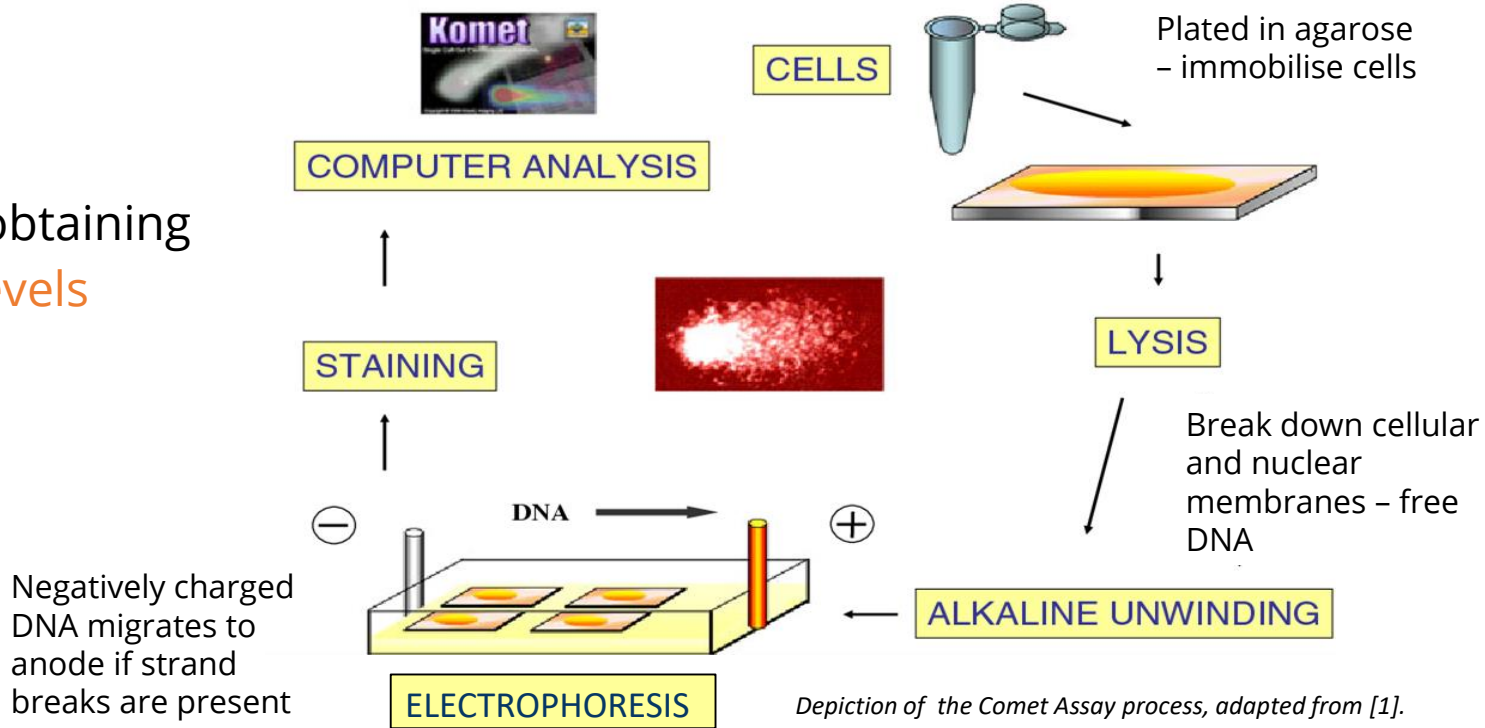 Komet
CELLS
Plated in agarose
– immobilise cells
COMPUTER ANALYSIS
obtaining
evels
STAINING
LYSIS
Break down cellular
and nuclear
membranes – free
DNA
DNA
− +
Negatively charged
DNA migrates to
anode if strand
breaks are present
ALKALINE UNWINDING
ELECTROPHORESIS
Depiction of the Comet Assay process, adapted from [1].